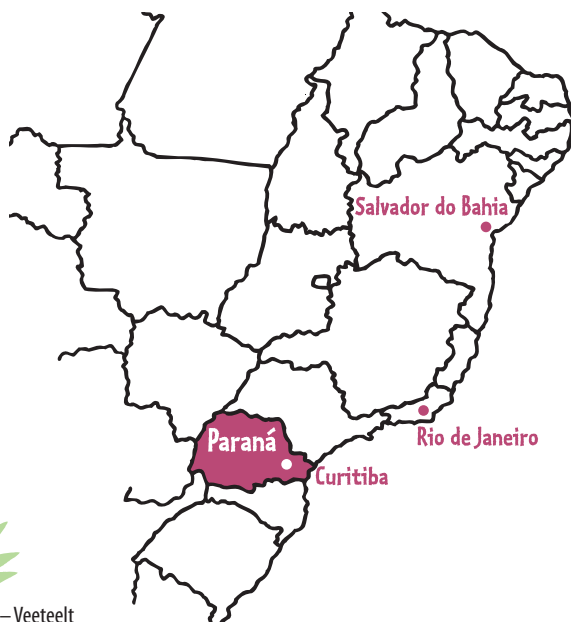 Salvador do Bahia
Rio de Janeiro
Paraná
Curitiba
– Veeteelt